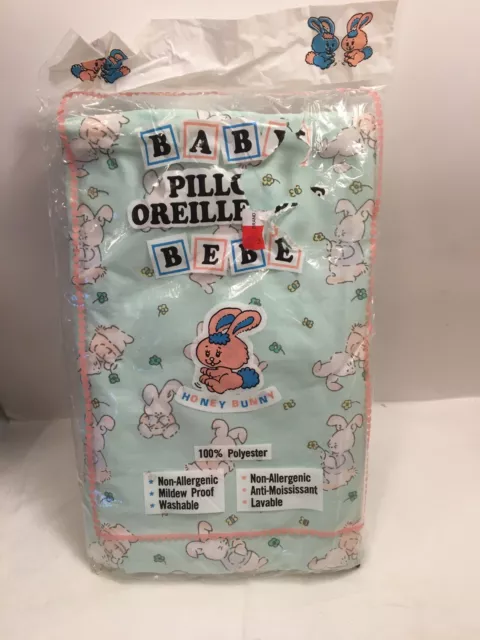 BABY
PILLO
OREILLE
BEBE
HONEY BUNNY
100% Polyester
Non-Allergenic
Mildew Proof
Washable
Non-Allergenic
Anti-Moississant
Lavable